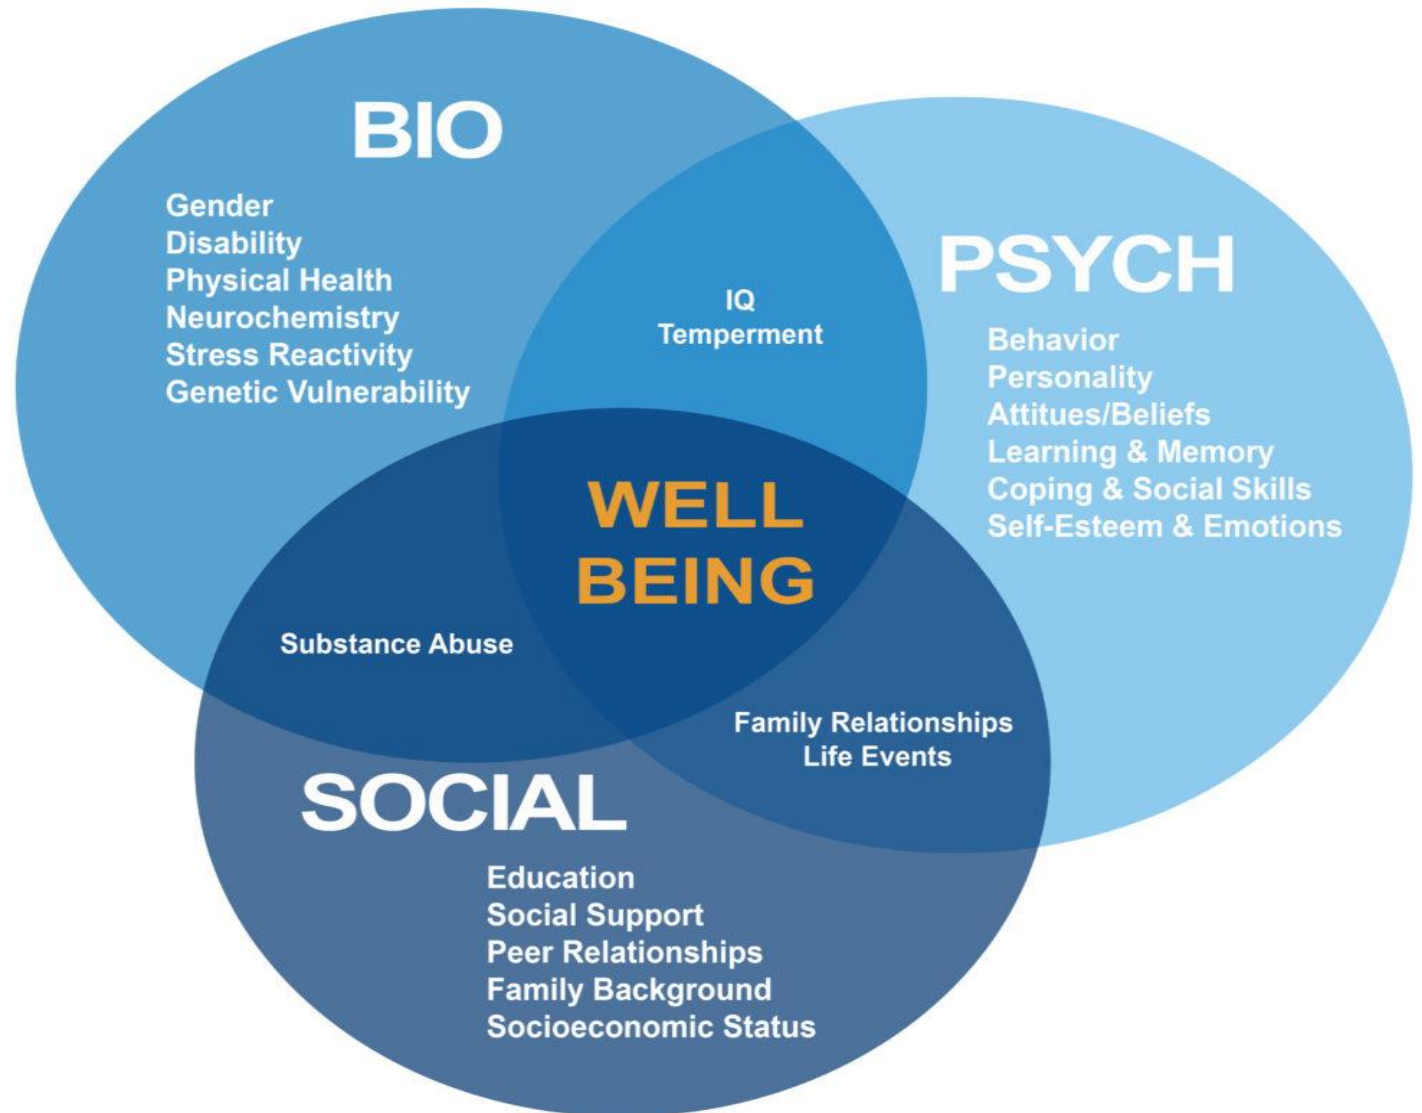 BIO
Gender
Disability
Physical Health
Neurochemistry
Stress Reactivity
Genetic Vulnerability
IQ
Temperment
PSYCH
Behavior
Personality
Attitues/Beliefs
Learning & Memory
Coping & Social Skills
Self-Esteem & Emotions
WELL
BEING
Substance Abuse
Family Relationships
Life Events
SOCIAL
Education
Social Support
Peer Relationships
Family Background
Socioeconomic Status